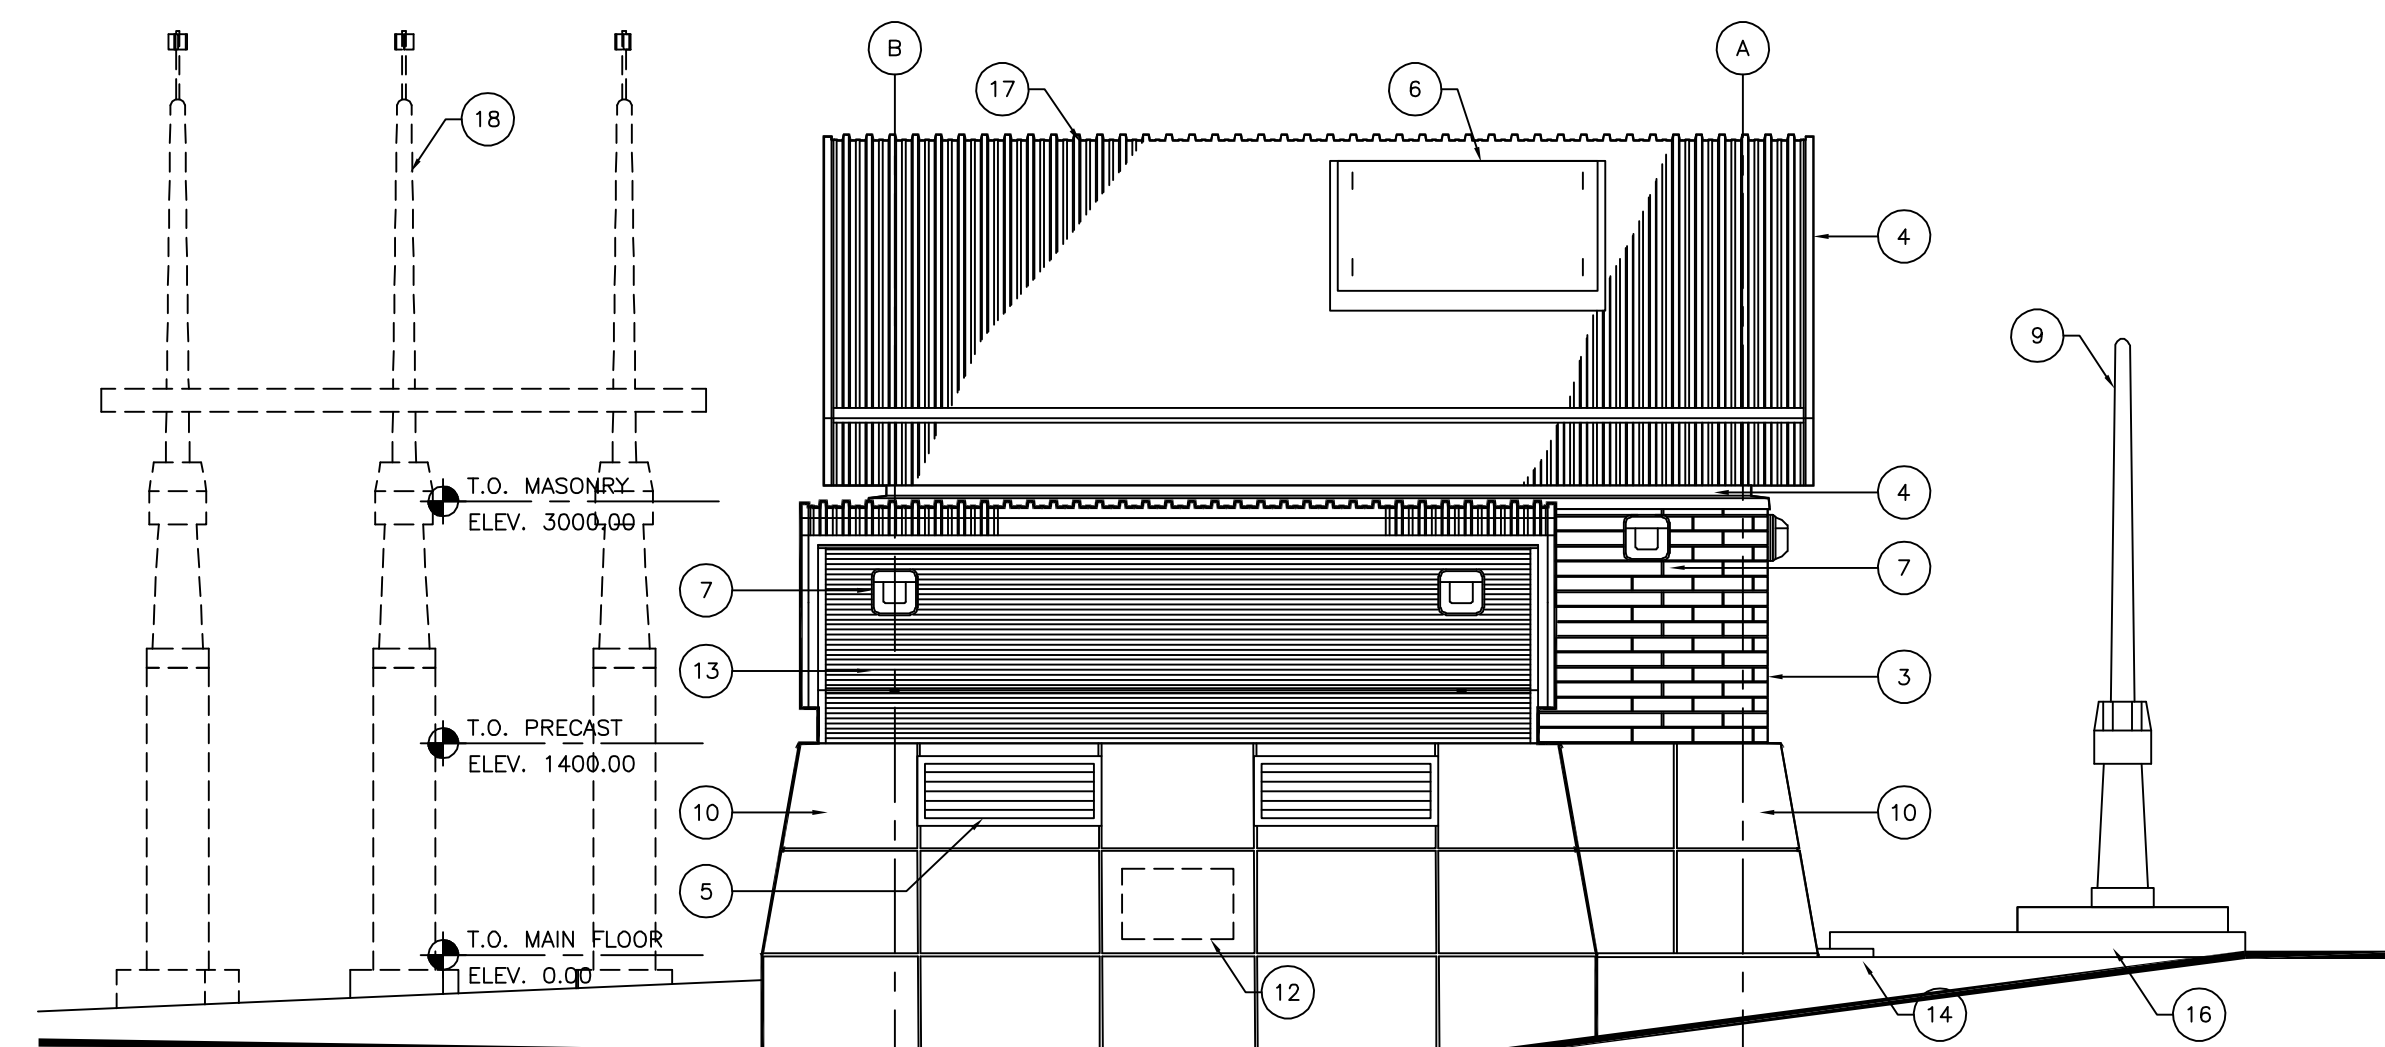 B
A
17
6
18
4
9
T.O. MASONRY
ELEV. 3000.00
4
7
7
13
3
T.O. PRECAST
ELEV. 1400.00
10
10
5
T.O. MAIN FLOOR
ELEV. 0.00
12
14
16